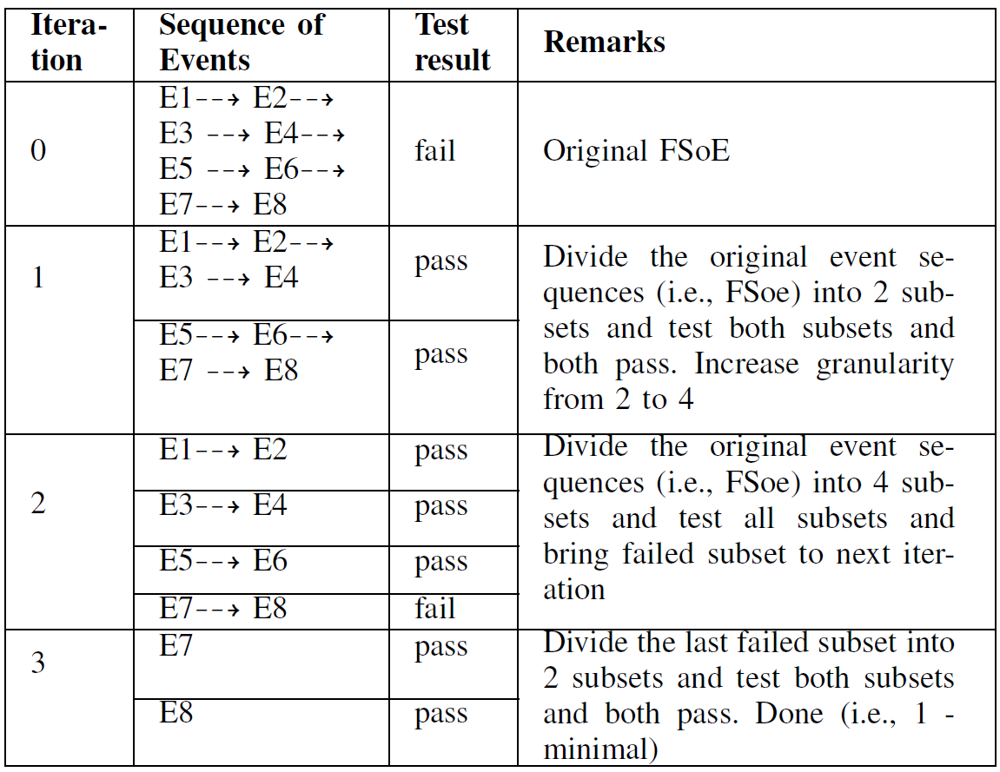 Itera-
tion
Sequence of
Events
Test
result
Remarks
0
E1--→ E2--→
E3 --→ E4--→
E5 --→ E6--→
E7--→ E8
fail
Original FSoE
1
E1--→ E2--→
E3 --→ E4
pass
E5--→ E6--→
E7 --→ E8
pass
Divide the original event se-
quences (i.e., FSoe) into 2 sub-
sets and test both subsets and
both pass. Increase granularity
from 2 to 4
2
E1--→ E2
pass
E3--→ E4
pass
E5--→ E6
pass
E7--→ E8
fail
Divide the original event se-
quences (i.e., FSoe) into 4 sub-
sets and test all subsets and
bring failed subset to next iter-
ation
3
E7
pass
E8
pass
Divide the last failed subset into
2 subsets and test both subsets
and both pass. Done (i.e., 1 -
minimal)